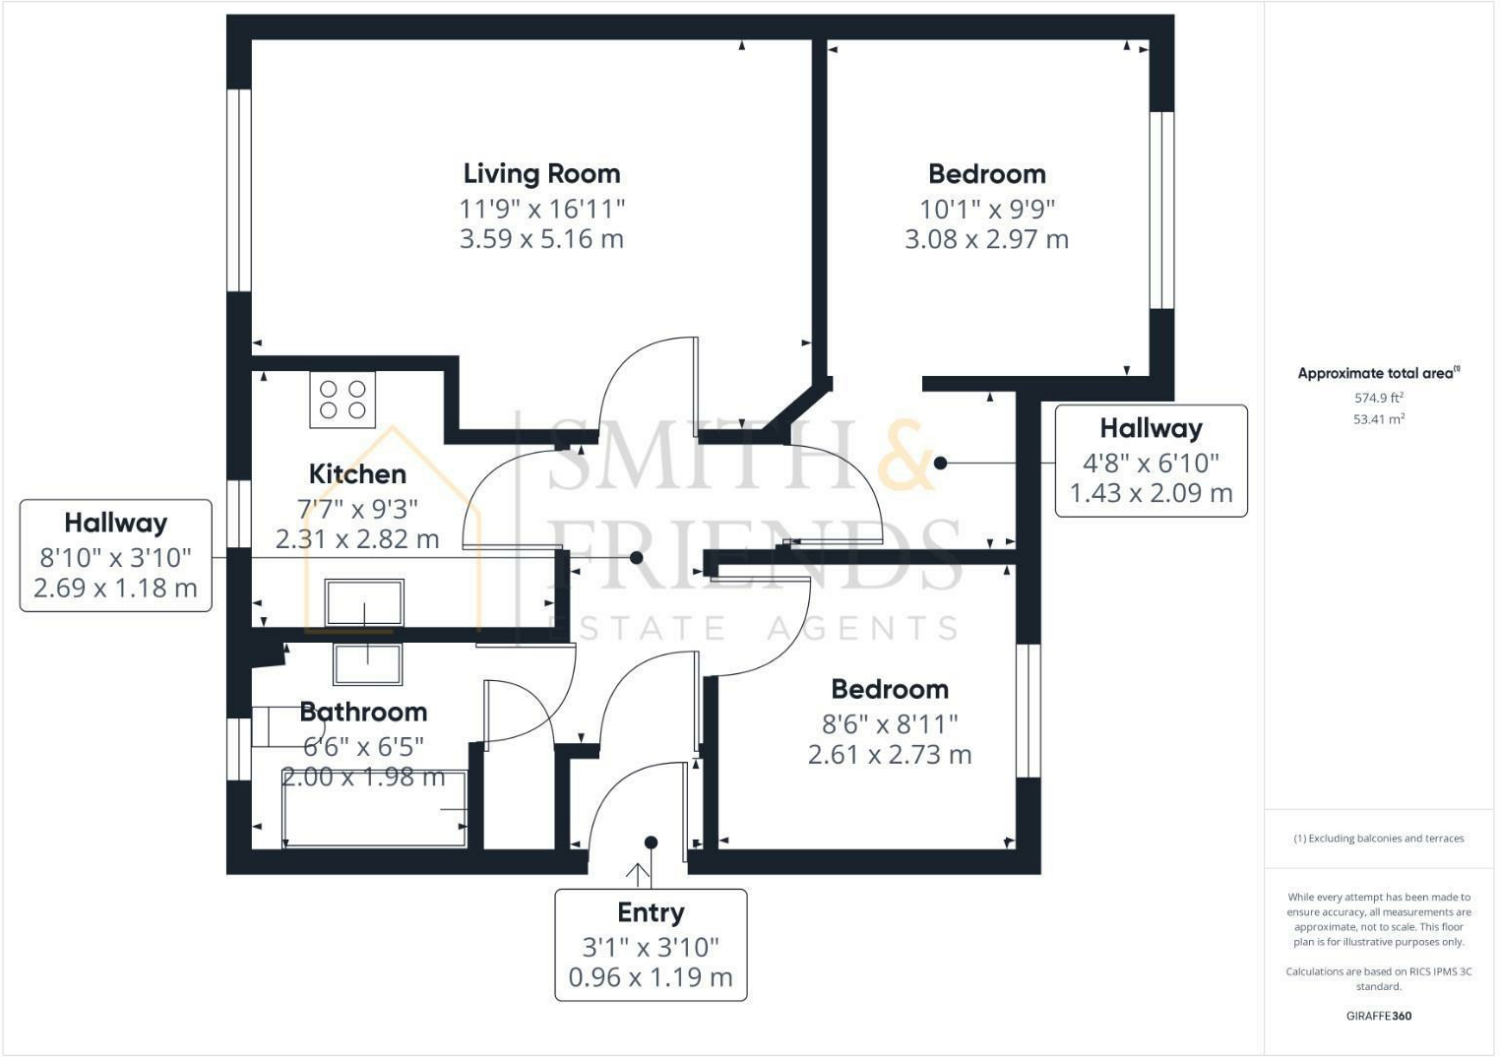 Living Room
11'9" x 16'11"
3.59 x 5.16 m
Bedroom
10'1" x 9'9"
3.08 x 2.97 m
Kitchen
7'7" x 9'3"
2.31 x 2.82 m
Hallway
4'8" x 6'10"
1.43 x 2.09 m
Hallway
8'10" x 3'10"
2.69 x 1.18 m
SMITH &
FRIENDS
ESTATE AGENTS
Bathroom
6'6" x 6'5"
2.00 x 1.98 m
Bedroom
8'6" x 8'11"
2.61 x 2.73 m
Entry
3'1" x 3'10"
0.96 x 1.19 m
Approximate total area(1)
574.9 ft²
53.41 m²
(1) Excluding balconies and terraces
While every attempt has been made to
ensure accuracy, all measurements are
approximate, not to scale. This floor
plan is for illustrative purposes only.
Calculations are based on RICS IPMS 3C
standard.
GIRAFFE360